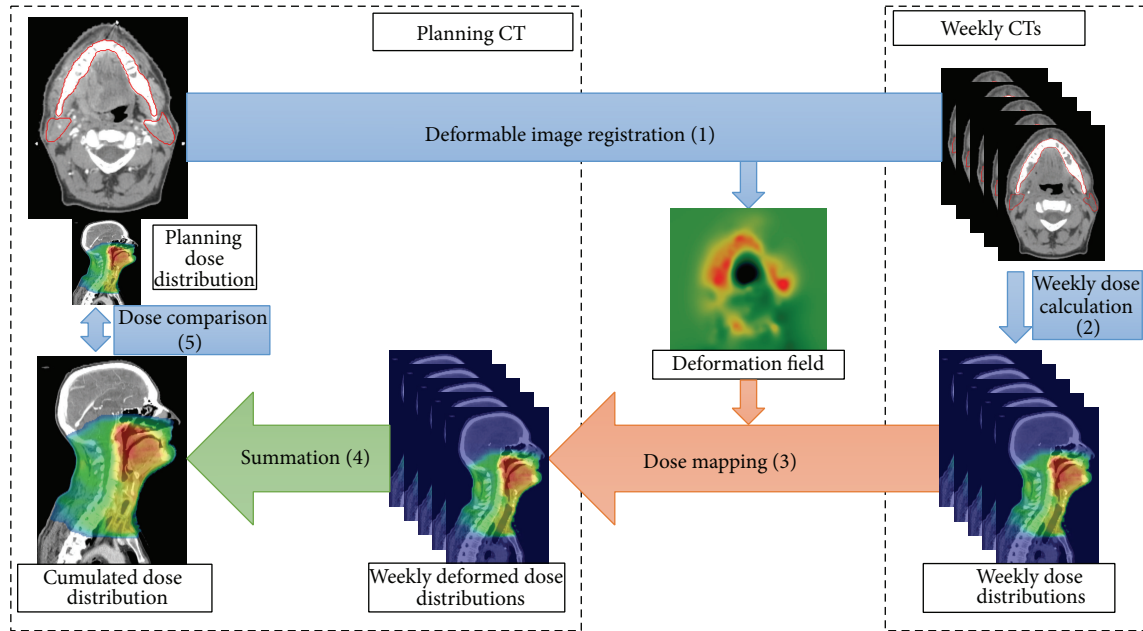 Planning CT
Weekly CTs
Deformable image registration (1)
Planning
dose
distribution
Weekly dose
calculation
(2)
Dose comparison
(5)
Deformation field
Summation (4)
Dose mapping (3)
Cumulated dose
distribution
Weekly deformed dose
distributions
Weekly dose
distributions